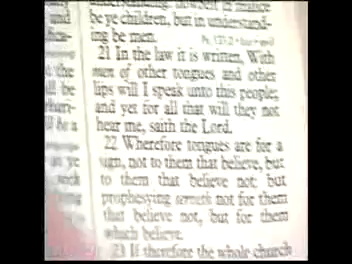 be ye children, but in understand-
ing be men.
21 In the law it is written, With
men of other tongues and other
lips will I speak unto this people;
and yet for all that will they not
hear me, saith the Lord.
22 Wherefore tongues are for a
sign, not to them that believe, but
to them that believe not: but
prophesying serveth not for them
that believe not, but for them
which believe.
23 If therefore the whole church